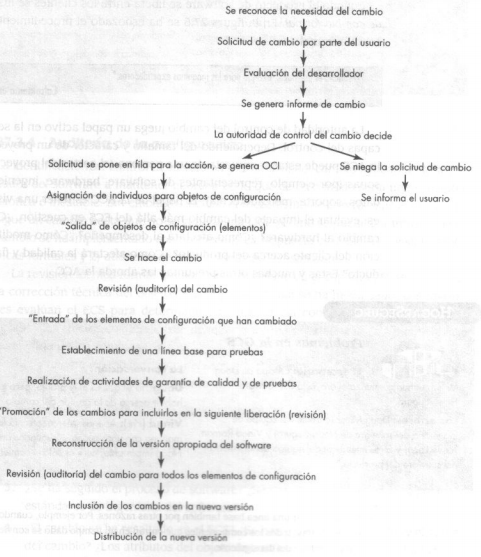 Se reconoce la necesidad del cambio
Solicitud de cambio por parte del usuario
Evaluación del desarrollador
Se genera informe de cambio
La autoridad de control del cambio decide
Solicitud se pone en fila para la acción, se genera OCI
Se niega la solicitud de cambio
Asignación de individuos para objetos de configuración
Se informa el usuario
“Salida” de objetos de configuración (elementos)
Se hace el cambio
Revisión (auditoría) del cambio
“Entrada” de los elementos de configuración que han cambiado
Establecimiento de una línea base para pruebas
Realización de actividades de garantía de calidad y de pruebas
“Promoción” de los cambios para incluirlos en la siguiente liberación (revisión)
Reconstrucción de la versión apropiada del software
Revisión (auditoría) del cambio para todos los elementos de configuración
Inclusión de los cambios en la nueva versión
Distribución de la nueva versión